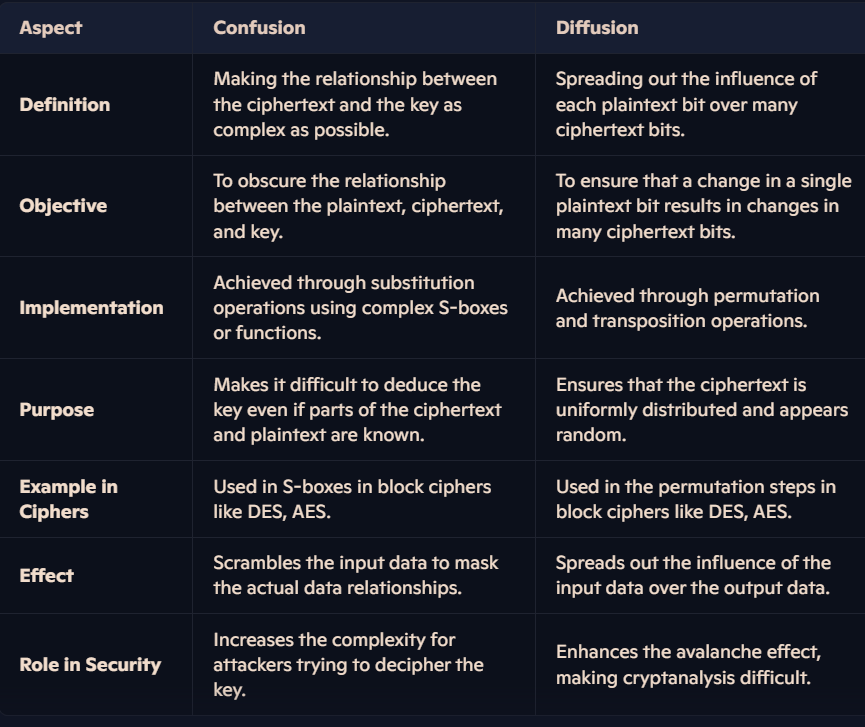 Aspect Confusion Diffusion
Definition
Making the relationship between
the ciphertext and the key as
complex as possible.
Spreading out the influence of
each plaintext bit over many
ciphertext bits.
Objective
To obscure the relationship
between the plaintext, ciphertext,
and key.
To ensure that a change in a single
plaintext bit results in changes in
many ciphertext bits.
Implementation
Achieved through substitution
operations using complex S-boxes
or functions.
Achieved through permutation
and transposition operations.
Purpose
Makes it difficult to deduce the
key even if parts of the ciphertext
and plaintext are known.
Ensures that the ciphertext is
uniformly distributed and appears
random.
Example in
Ciphers
Used in S-boxes in block ciphers
like DES, AES.
Used in the permutation steps in
block ciphers like DES, AES.
Effect
Scrambles the input data to mask
the actual data relationships.
Spreads out the influence of the
input data over the output data.
Role in Security
Increases the complexity for
attackers trying to decipher the
key.
Enhances the avalanche effect,
making cryptanalysis difficult.